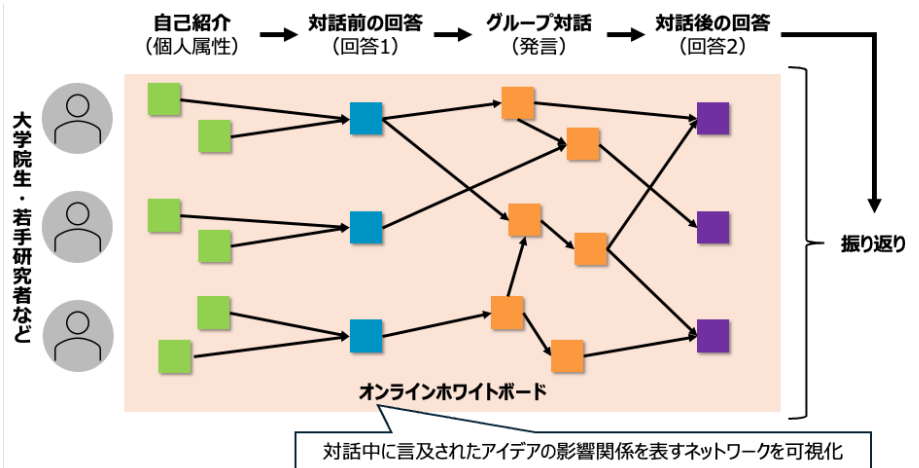 自己紹介
（個人属性）
対話前の回答
（回答1）
グループ対話
（発言）
対話後の回答
（回答2）
大学院生・若手研究者など
振り返り
オンラインホワイトボード
対話中に言及されたアイデアの影響関係を表すネットワークを可視化